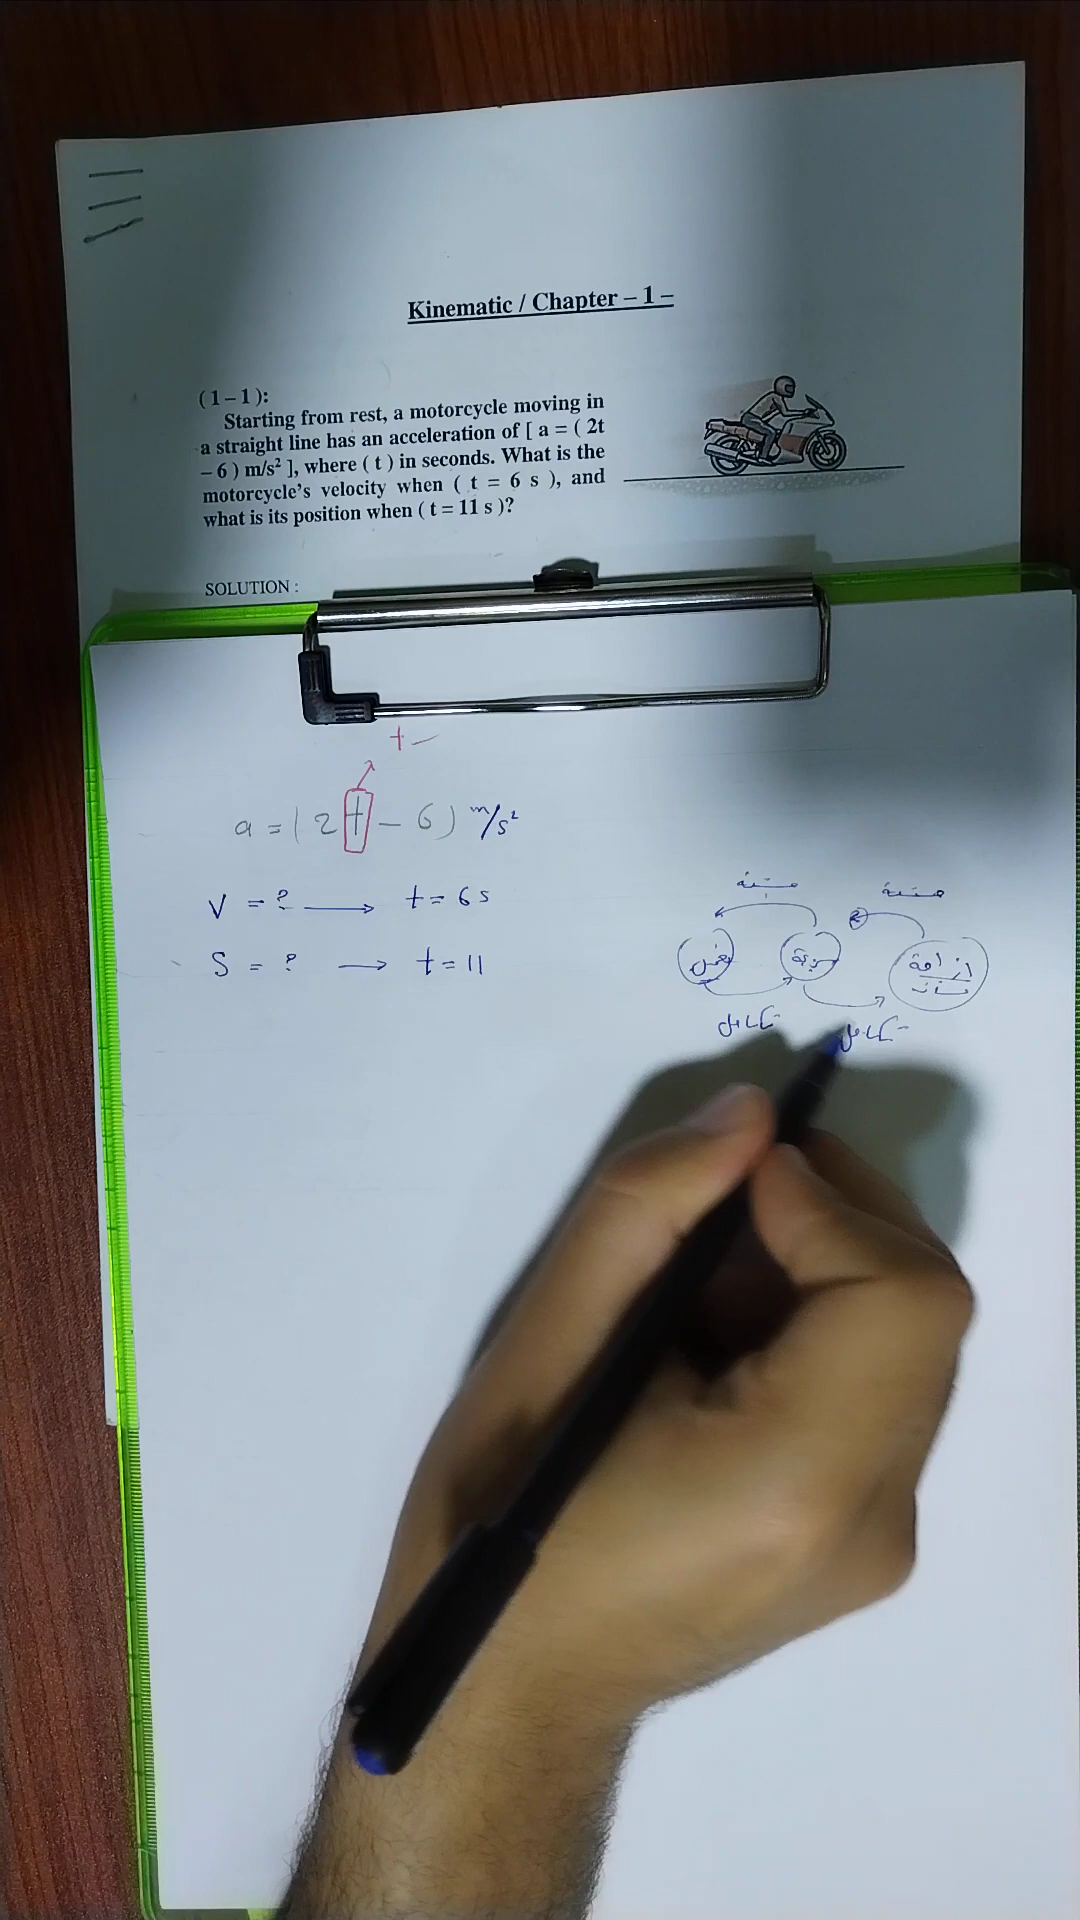 Kinematic / Chapter – 1 –
(1–1):
Starting from rest, a motorcycle moving in
a straight line has an acceleration of [ a = ( 2t
– 6 ) m/s² ], where ( t ) in seconds. What is the
motorcycle's velocity when ( t = 6 s ), and
what is its position when ( t = 11 s )?
SOLUTION :
+ –
a = ( 2t – 6 ) m/s²
V = ? → t = 6 s
S = ? → t = 11
مشتقة
مشتقة
سرعة
تكامل
تكامل